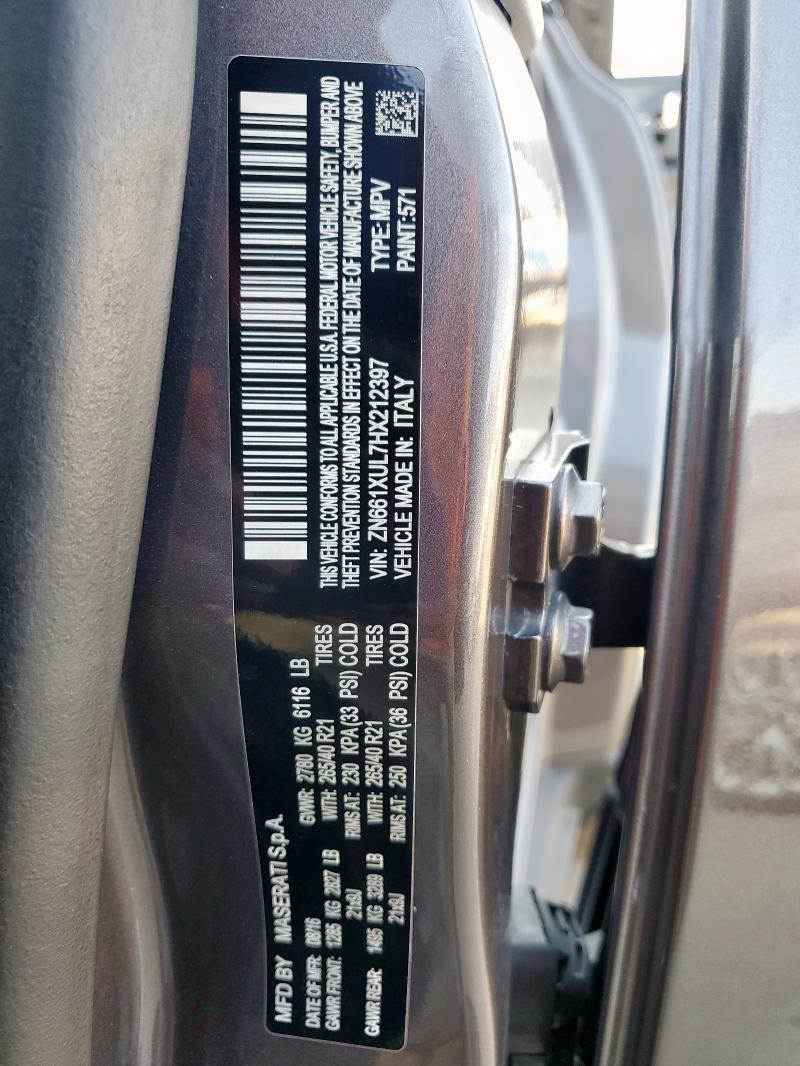 MFD BY MASERATI S.p.A.
DATE OF MFR: 08/16 GVWR: 2780 KG 6116 LB
GAWR FRONT: 1285 KG 2827 LB WITH: 265/40 R21 TIRES
21x9J RIMS AT: 230 KPA(33 PSI) COLD
GAWR REAR: 1495 KG 3289 LB WITH: 265/40 R21 TIRES
21x9J RIMS AT: 250 KPA(36 PSI) COLD
THIS VEHICLE CONFORMS TO ALL APPLICABLE U.S.A. FEDERAL MOTOR VEHICLE SAFETY, BUMPER AND
THEFT PREVENTION STANDARDS IN EFFECT ON THE DATE OF MANUFACTURE SHOWN ABOVE
VIN: ZN661XUL7HX212397 TYPE: MPV
VEHICLE MADE IN: ITALY PAINT: 571